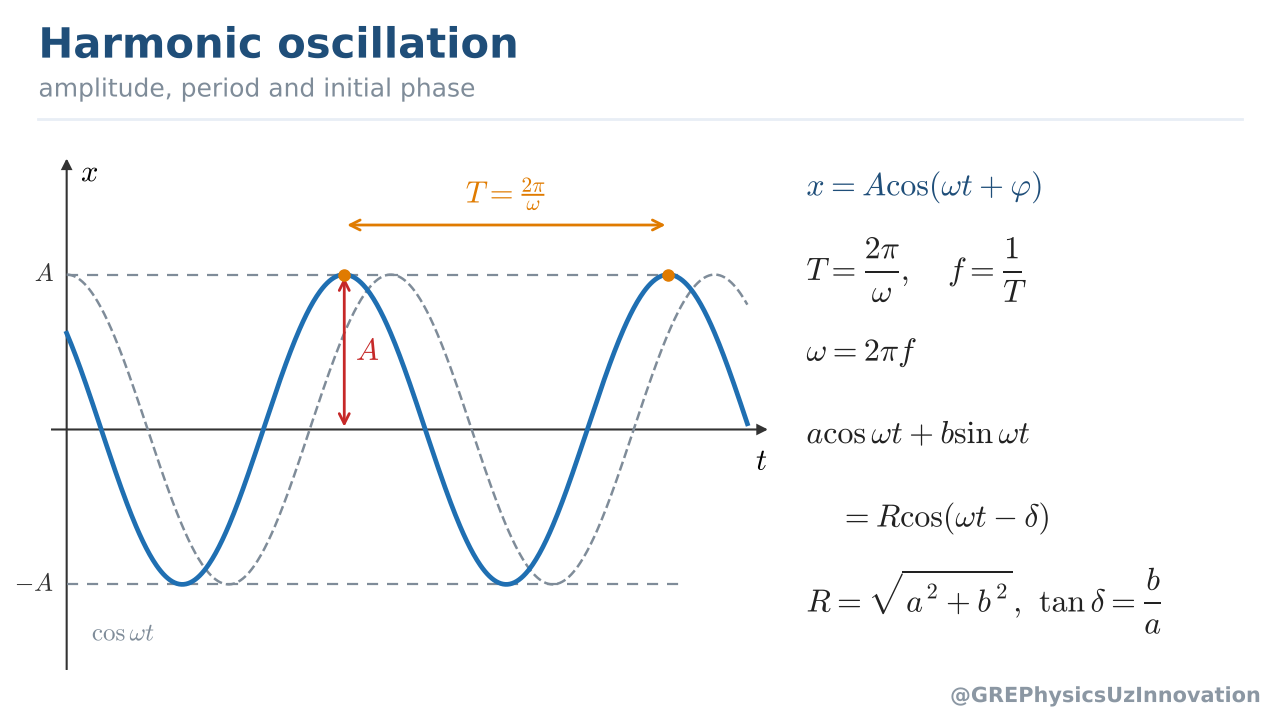 Harmonic oscillation
amplitude, period and initial phase
x
T = 2π/ω
A
A
t
−A
cos ωt
x = A cos(ωt + φ)
T = 2π/ω, f = 1/T
ω = 2πf
a cos ωt + b sin ωt
= R cos(ωt − δ)
R = √(a² + b²), tan δ = b/a
@GREPhysicsUzInnovation